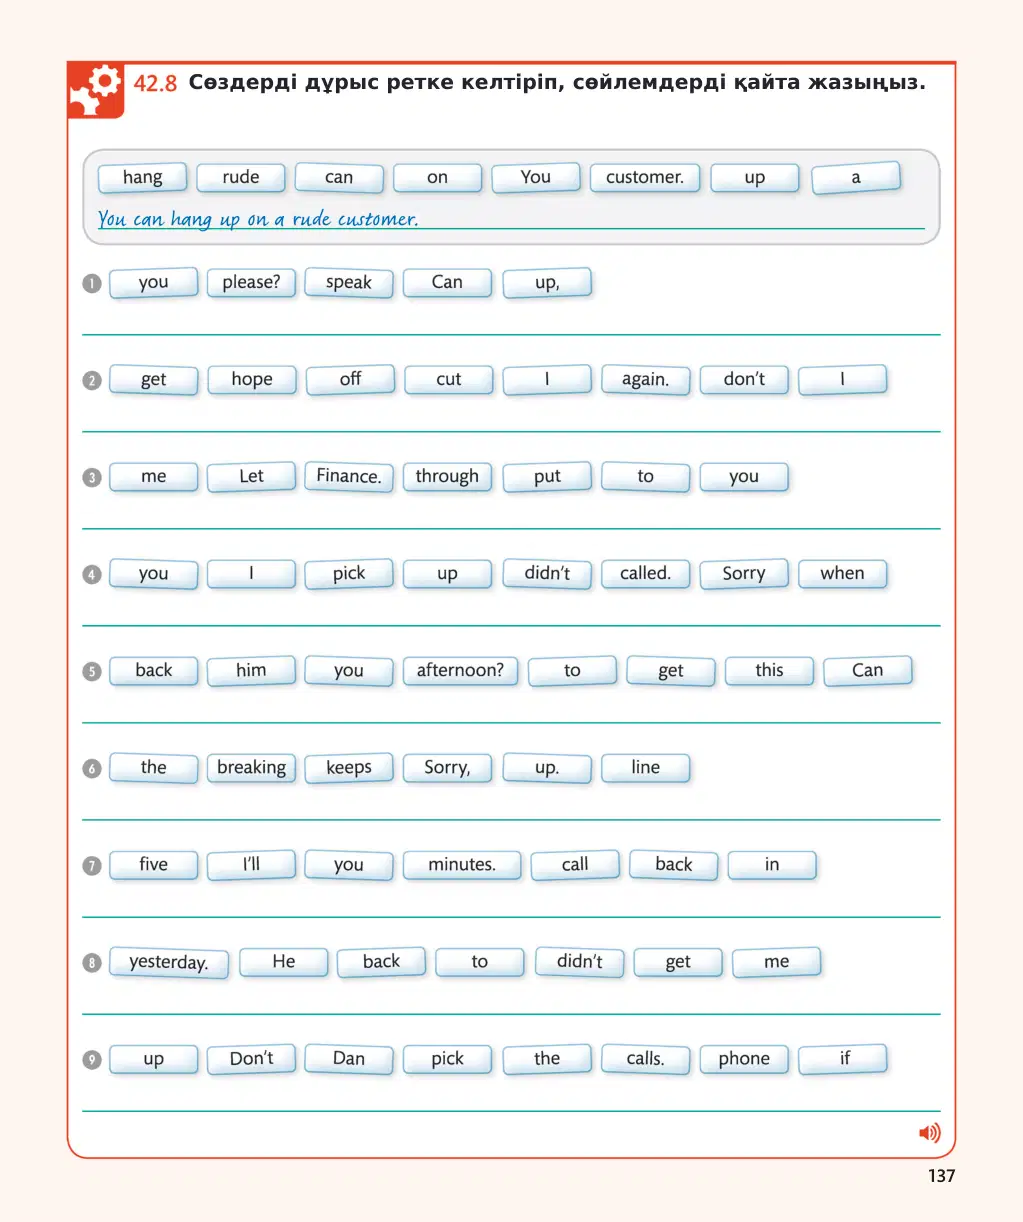 42.8 Сөздерді дұрыс ретке келтіріп, сөйлемдерді қайта жазыңыз.
hang rude can on You customer. up a
You can hang up on a rude customer.
1 you please? speak Can up,
2 get hope off cut I again. don't I
3 me Let Finance. through put to you
4 you I pick up didn't called. Sorry when
5 back him you afternoon? to get this Can
6 the breaking keeps Sorry, up. line
7 five I'll you minutes. call back in
8 yesterday. He back to didn't get me
9 up Don't Dan pick the calls. phone if
137